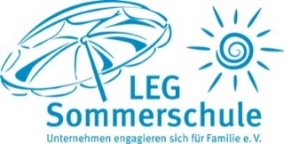 LEG
Sommerschule
Unternehmen engagieren sich für Familie e. V.